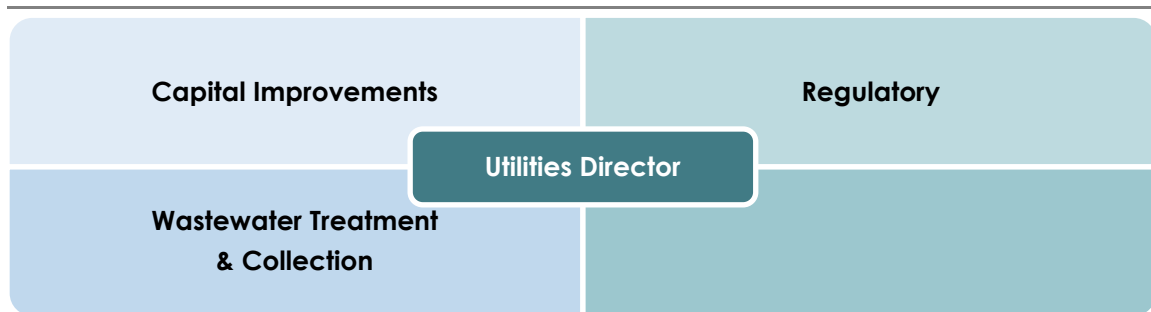 Capital Improvements
Regulatory
Utilities Director
Wastewater Treatment
& Collection